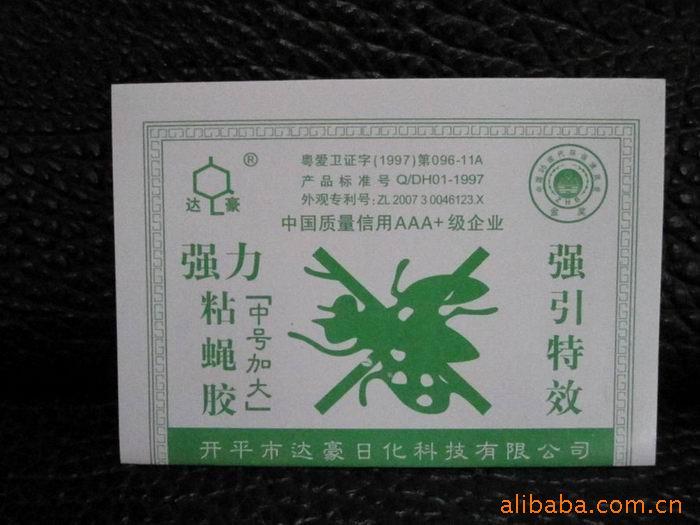 ®
达豪
粤爱卫证字(1997)第096-11A
产品标准号 Q/DH01-1997
外观专利号:ZL 2007 3 0046123.X
中国质量信用AAA+级企业
强力
粘蝇胶
「中号加大」
强引特效
开平市达豪日化科技有限公司
alibaba.com.cn